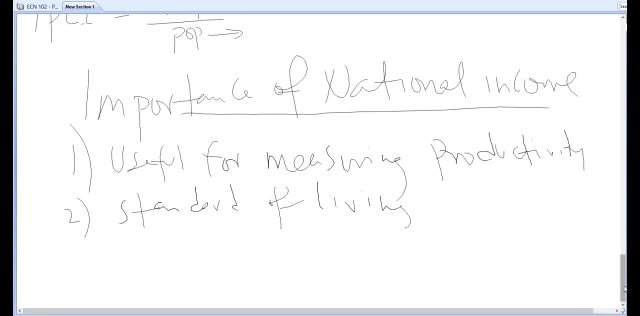 ECN 102 - P... New Section 1
pop →
Importance of National income
1) Useful for measuring Productivity
2) standard of living